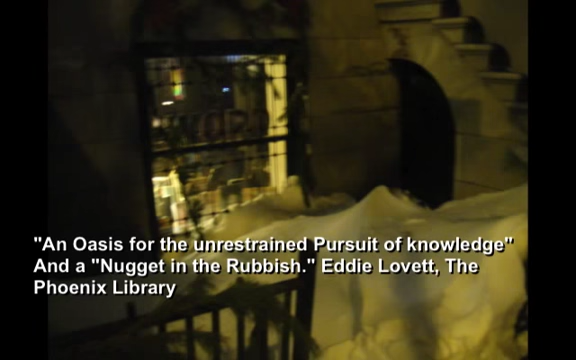 "An Oasis for the unrestrained Pursuit of knowledge"
And a "Nugget in the Rubbish." Eddie Lovett, The
Phoenix Library